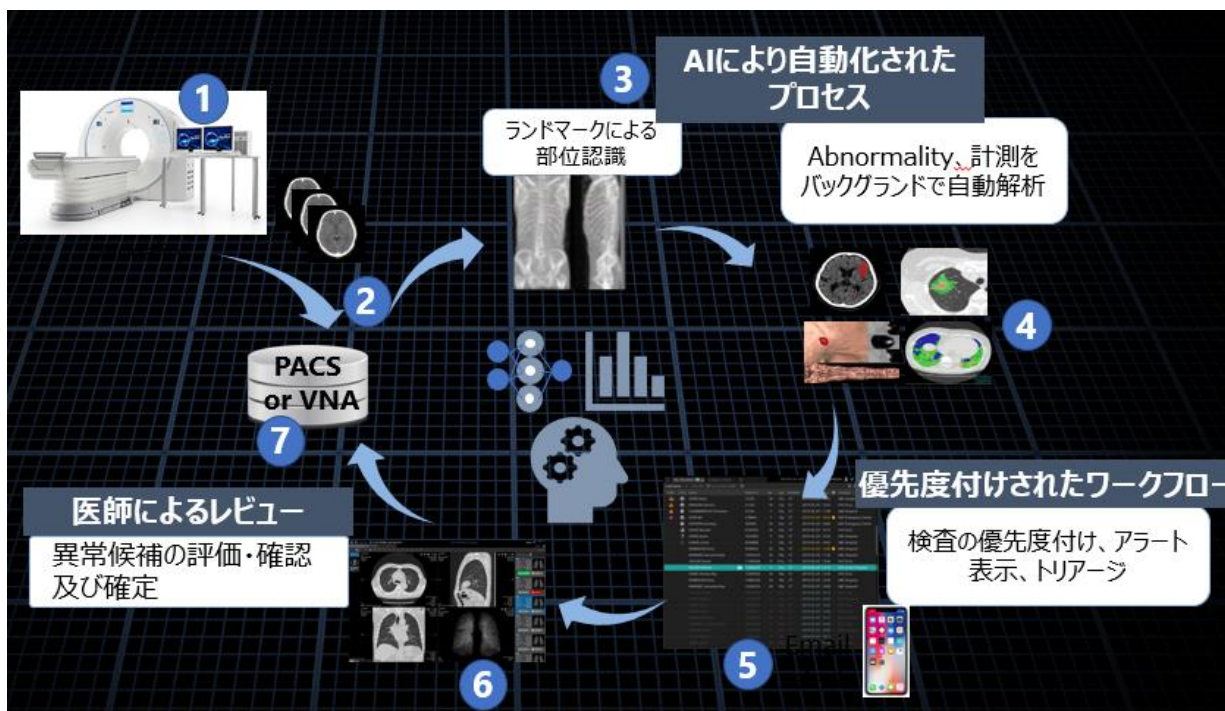 1
3
AIにより自動化された
プロセス
ランドマークによる
部位認識
Abnormality、計測を
バックグランドで自動解析
2
4
PACS
or VNA
7
医師によるレビュー
異常候補の評価・確認
及び確定
優先度付けされたワークフロー
検査の優先度付け、アラート
表示、トリアージ
Email
5
6